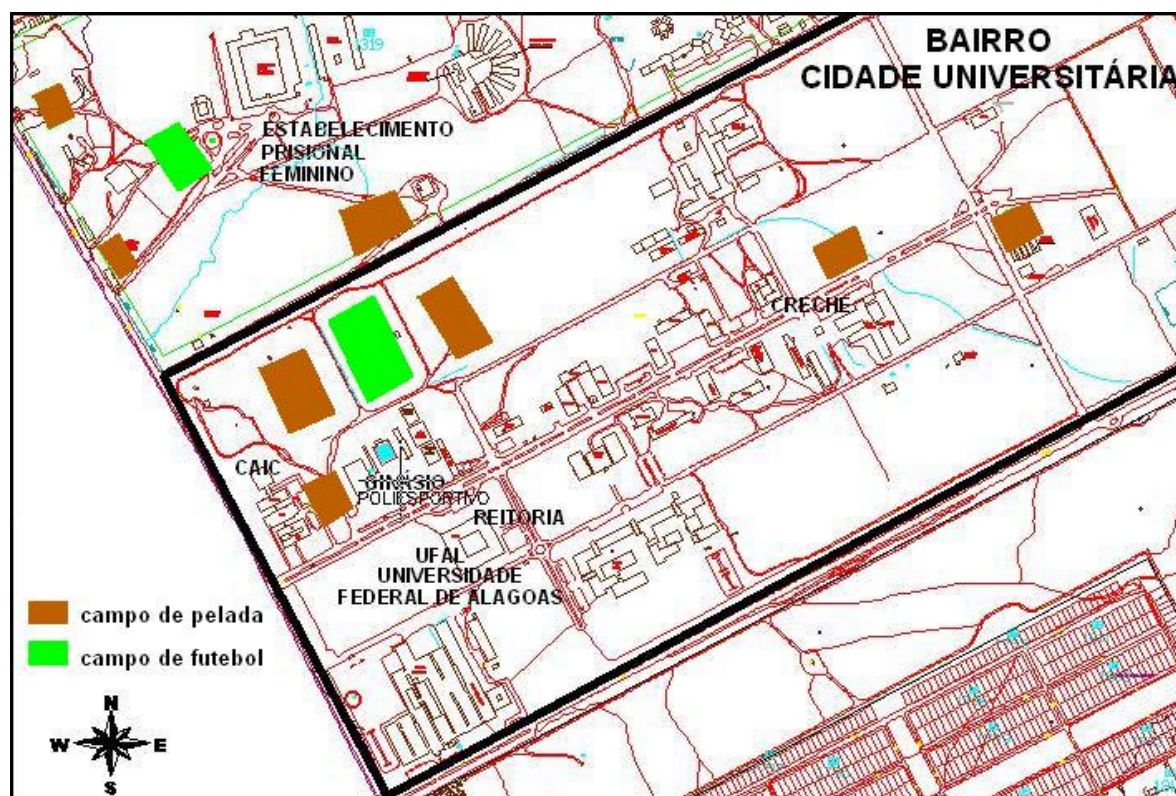 BAIRRO
CIDADE UNIVERSITÁRIA
319
ESTABELECIMENTO
PRISIONAL
FEMININO
CRECHE
CAIC
GINÁSIO
POLIESPORTIVO
REITORIA
UFAL
UNIVERSIDADE
FEDERAL DE ALAGOAS
campo de pelada
campo de futebol
N
W E
S